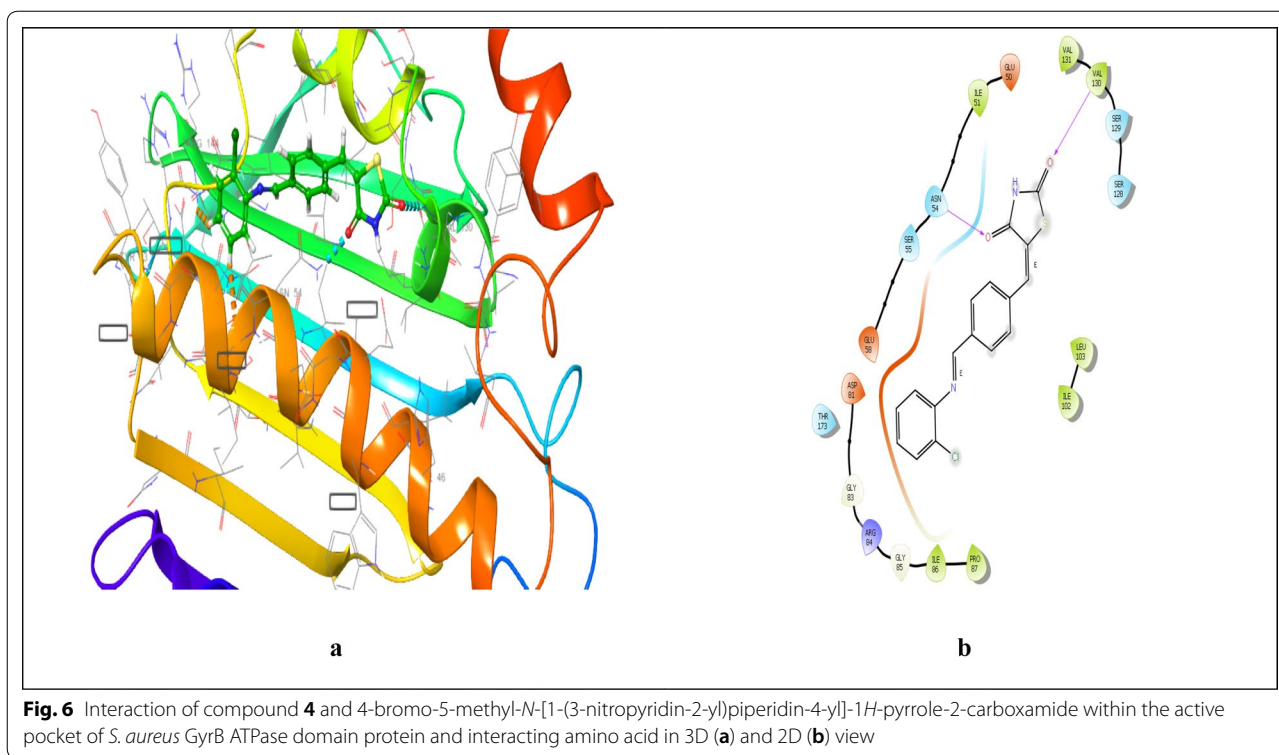 VAL
131
GLU
50
VAL
130
ILE
51
SER
129
SER
128
O
H
N
ASN
54
S
O
SER
55
E
GLU
58
LEU
103
ILE
102
E
N
ASP
81
THR
173
Cl
GLY
83
ARG
84
GLY
85
ILE
86
PRO
87
a
b
Fig. 6 Interaction of compound 4 and 4-bromo-5-methyl-N-[1-(3-nitropyridin-2-yl)piperidin-4-yl]-1H-pyrrole-2-carboxamide within the active
pocket of S. aureus GyrB ATPase domain protein and interacting amino acid in 3D (a) and 2D (b) view